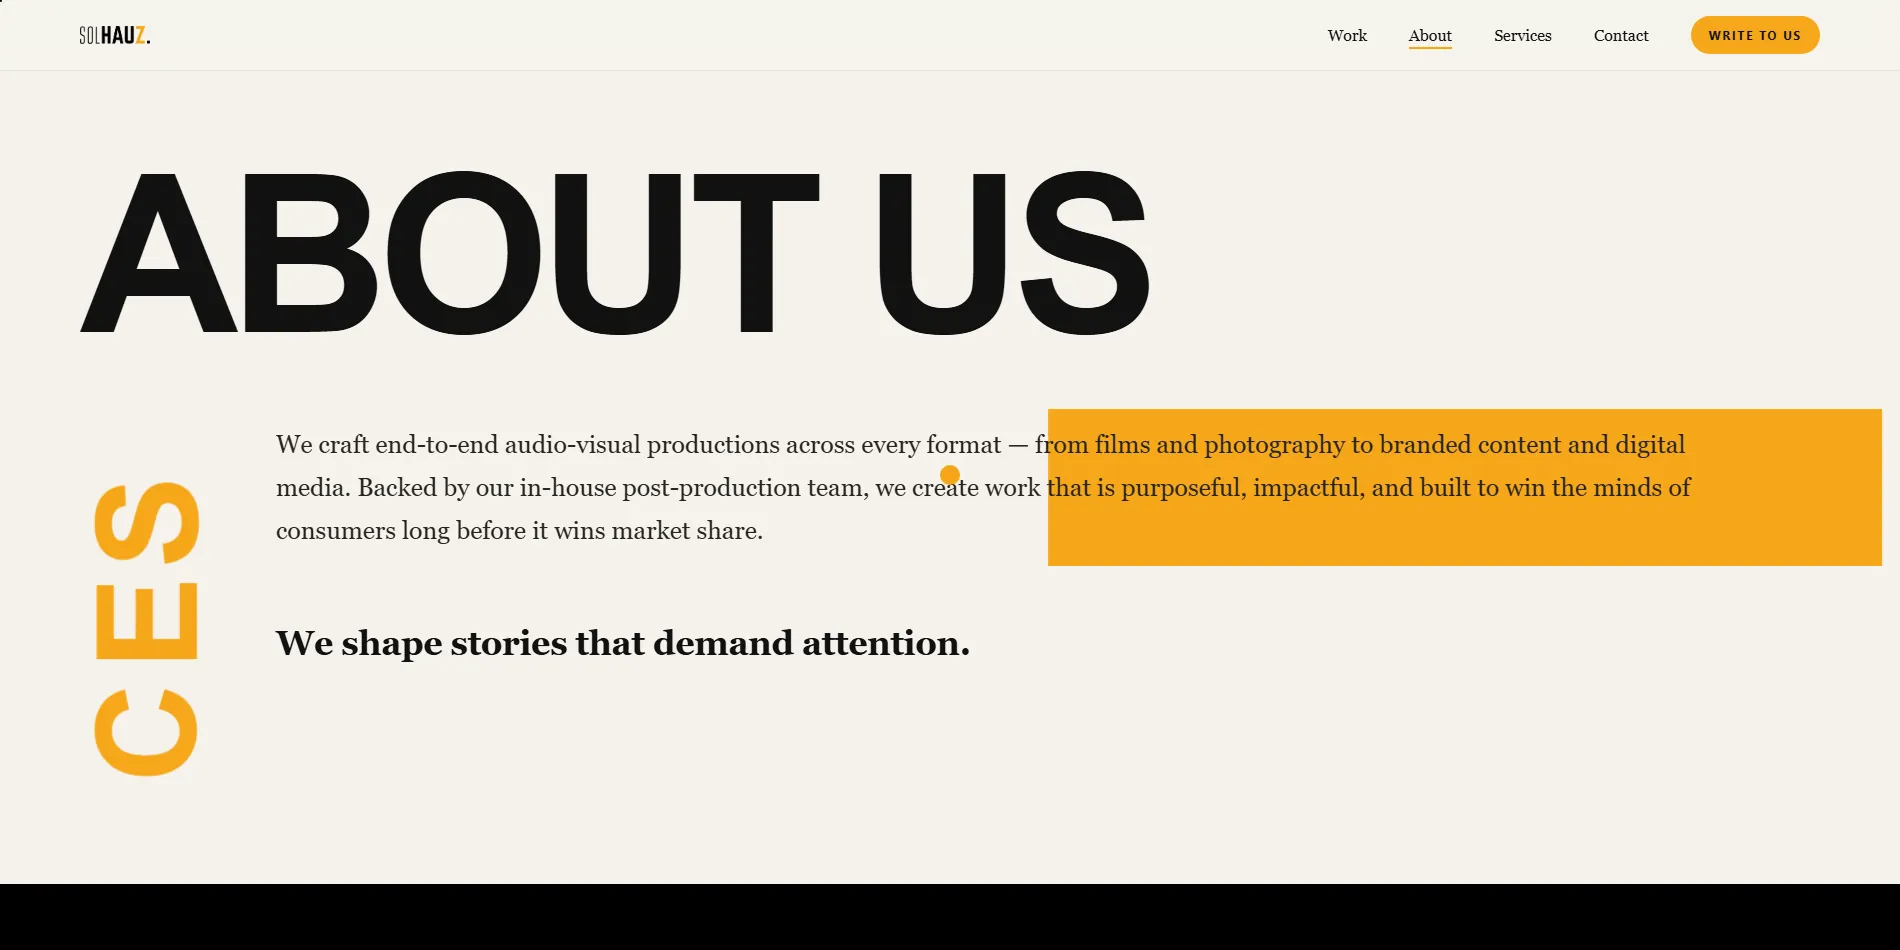 SOLHAUZ.
Work
About
Services
Contact
WRITE TO US
ABOUT US
We craft end-to-end audio-visual productions across every format — from films and photography to branded content and digital
media. Backed by our in-house post-production team, we create work that is purposeful, impactful, and built to win the minds of
consumers long before it wins market share.
CES
We shape stories that demand attention.